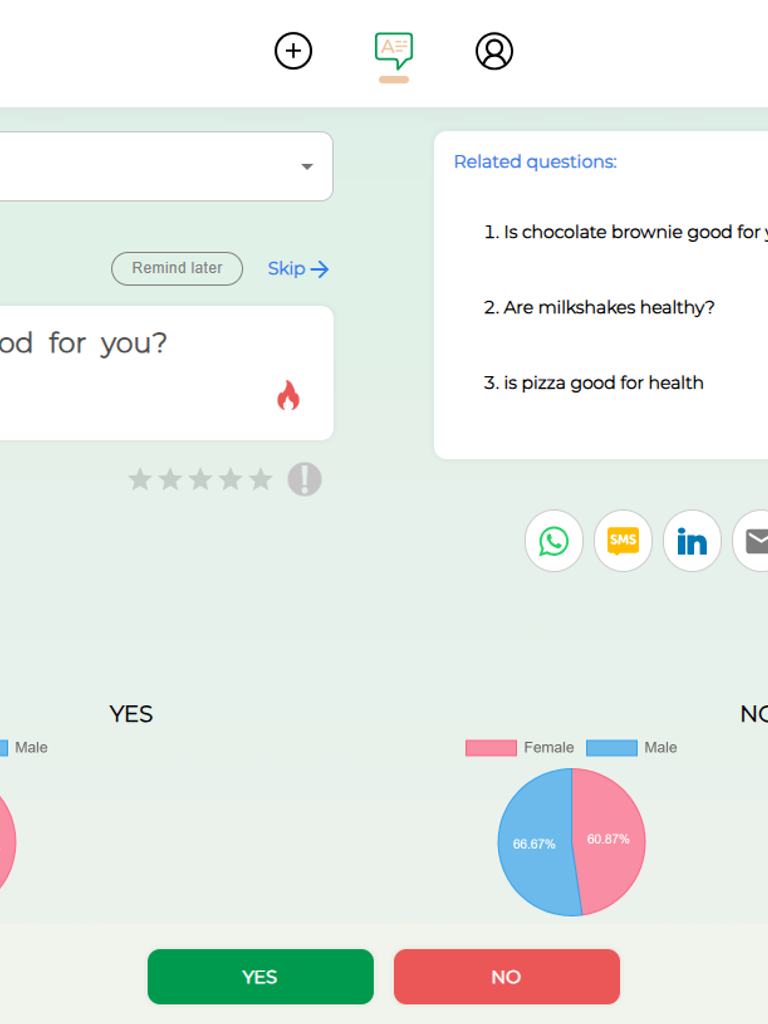 A
Related questions:
1. Is chocolate brownie good for
2. Are milkshakes healthy?
3. is pizza good for health
Remind later
Skip
od for you?
!
SMS
in
YES
NO
Male
Female Male
66.67% 60.87%
YES NO